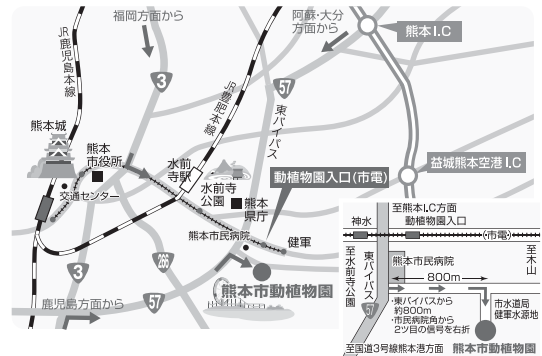 福岡方面から
阿蘇・大分
方面から
熊本I.C
JR鹿児島本線
3
57
JR豊肥本線
東バイパス
熊本城
熊本
市役所
水前
寺駅
益城熊本空港I.C
交通センター
水前寺
公園
動植物園入口(市電)
熊本
県庁
熊本市民病院
健軍
3
266
57
鹿児島方面から
熊本市動植物園
至熊本I.C方面
神水
動植物園入口
(市電)
至水前寺公園
東バイパス
熊本市民病院
800m
至木山
57
・東バイパスから
約800m
・市民病院角から
2ツ目の信号を右折
市水道局
健軍水源地
至国道3号線熊本港方面
熊本市動植物園